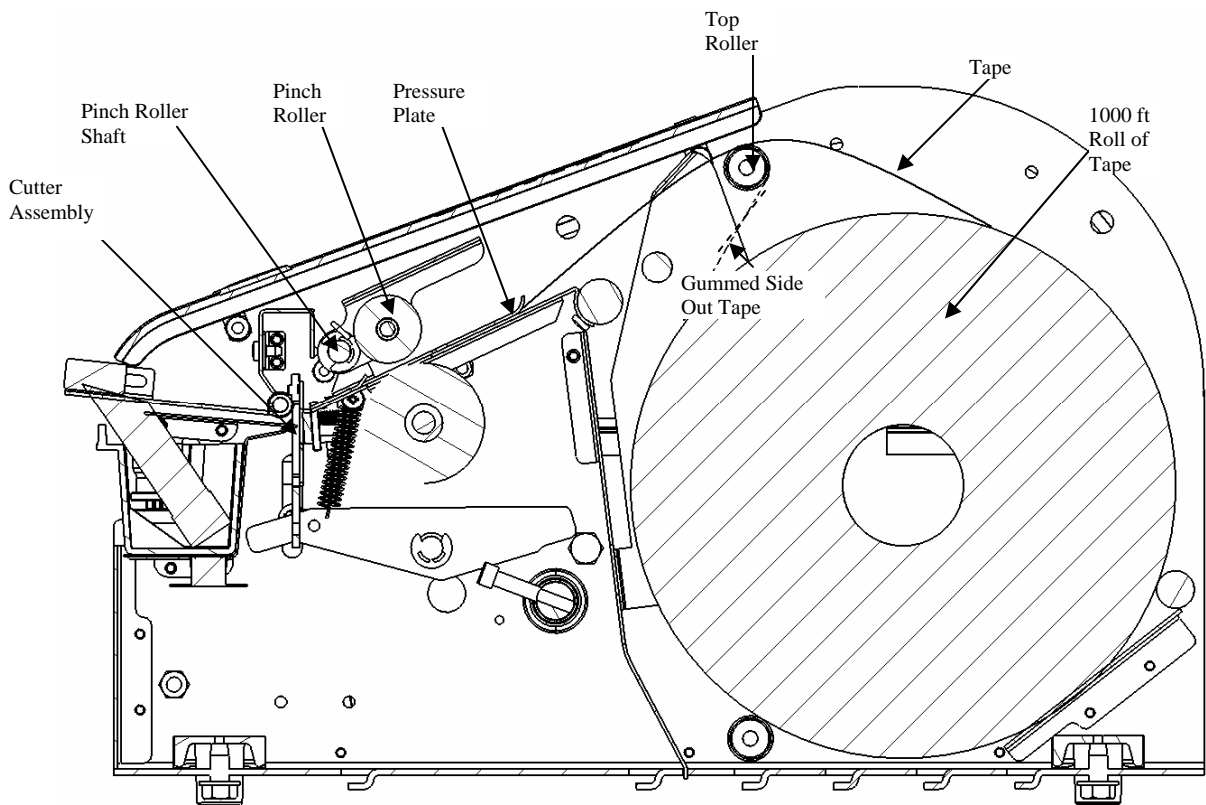 Top
Roller
Tape
1000 ft
Roll of
Tape
Pinch Roller
Shaft
Pinch
Roller
Pressure
Plate
Cutter
Assembly
Gummed Side
Out Tape